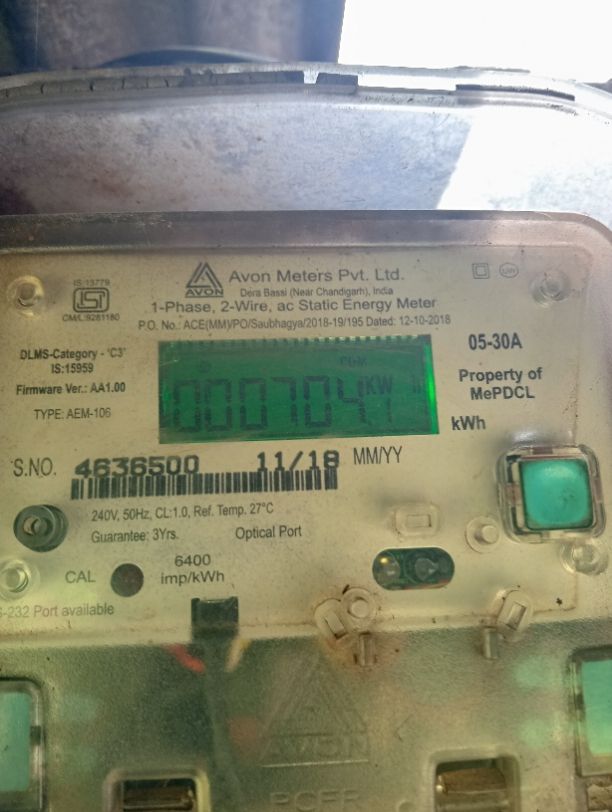 IS:13779
ISI
CM/L:9281180
AVON
Avon Meters Pvt. Ltd.
Dera Bassi (Near Chandigarh), India
1-Phase, 2-Wire, ac Static Energy Meter
P.O. No.: ACE(MM)/PO/Saubhagya/2018-19/195 Dated: 12-10-2018
DLMS-Category - 'C3'
IS:15959
Firmware Ver.: AA1.00
TYPE: AEM-106
000704
KW
05-30A
Property of
MePDCL
kWh
S.NO. 4636500 11/18 MM/YY
240V, 50Hz, CL:1.0, Ref. Temp. 27°C
Guarantee: 3Yrs. Optical Port
CAL
6400
imp/kWh
S-232 Port available
AVON